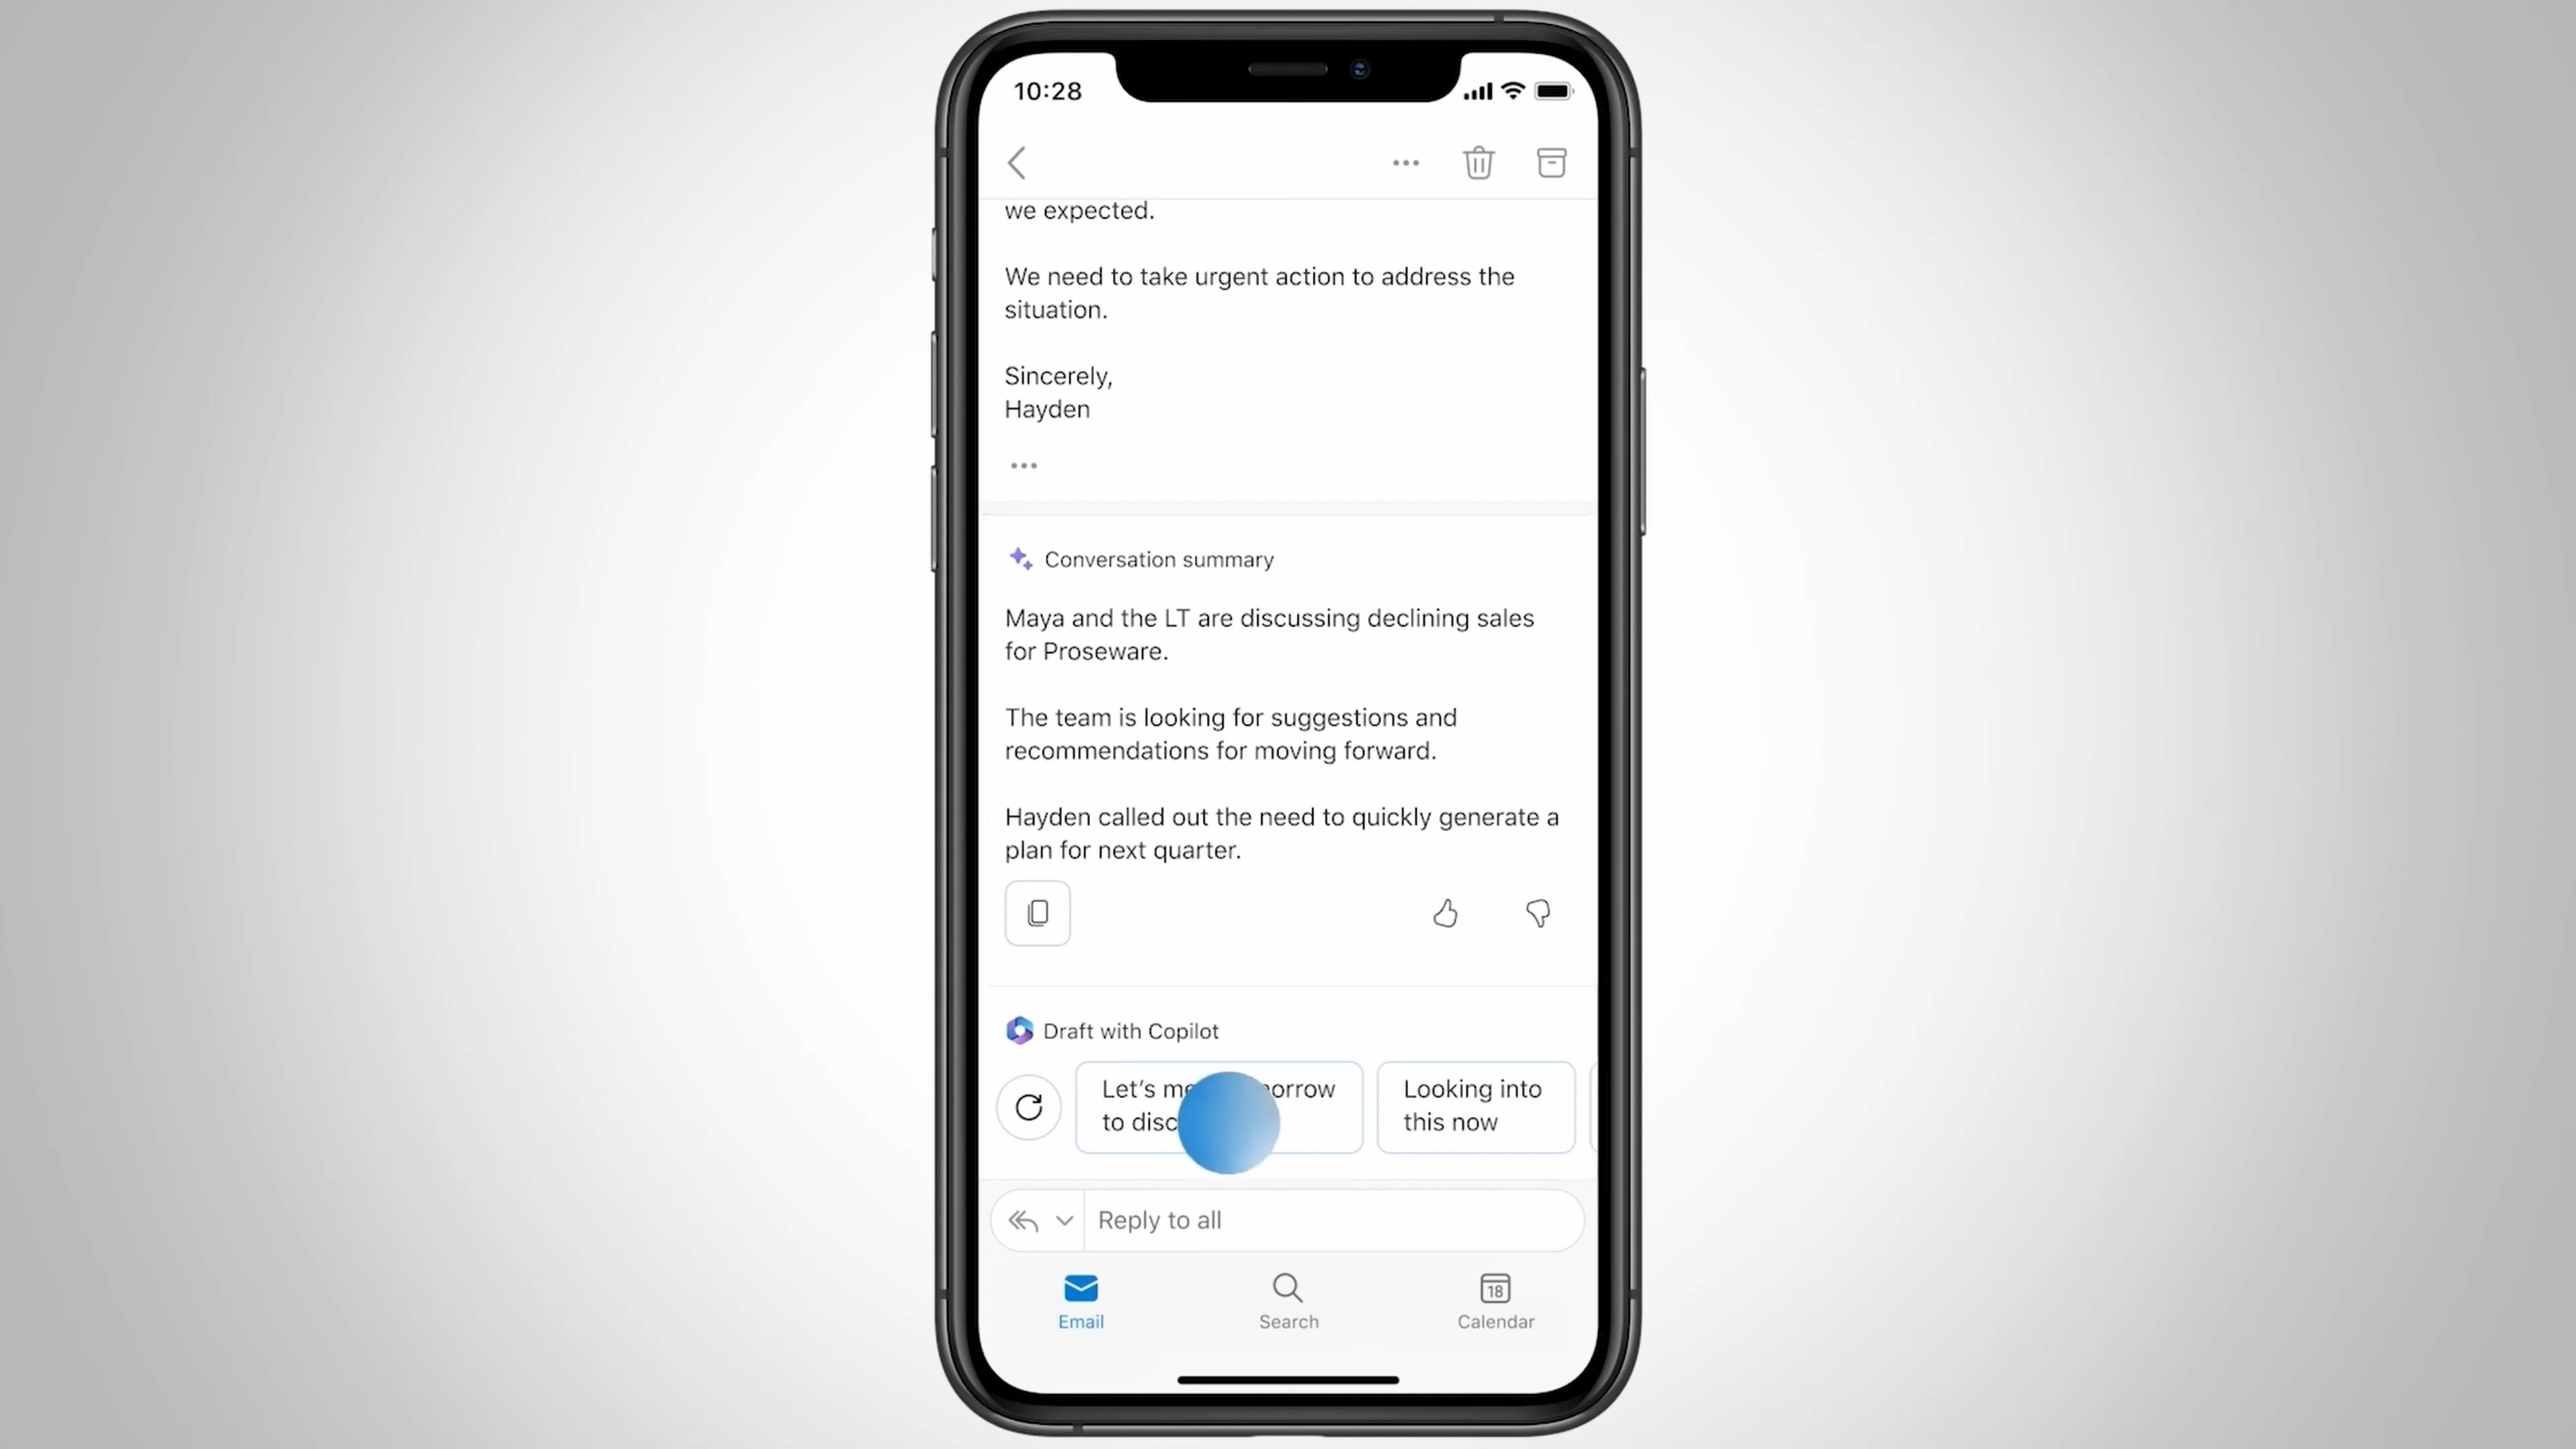 10:28
we expected.
We need to take urgent action to address the
situation.
Sincerely,
Hayden
Conversation summary
Maya and the LT are discussing declining sales
for Proseware.
The team is looking for suggestions and
recommendations for moving forward.
Hayden called out the need to quickly generate a
plan for next quarter.
Draft with Copilot
Let’s
to
Looking into
this now
Reply to all
18
Email
Search
Calendar